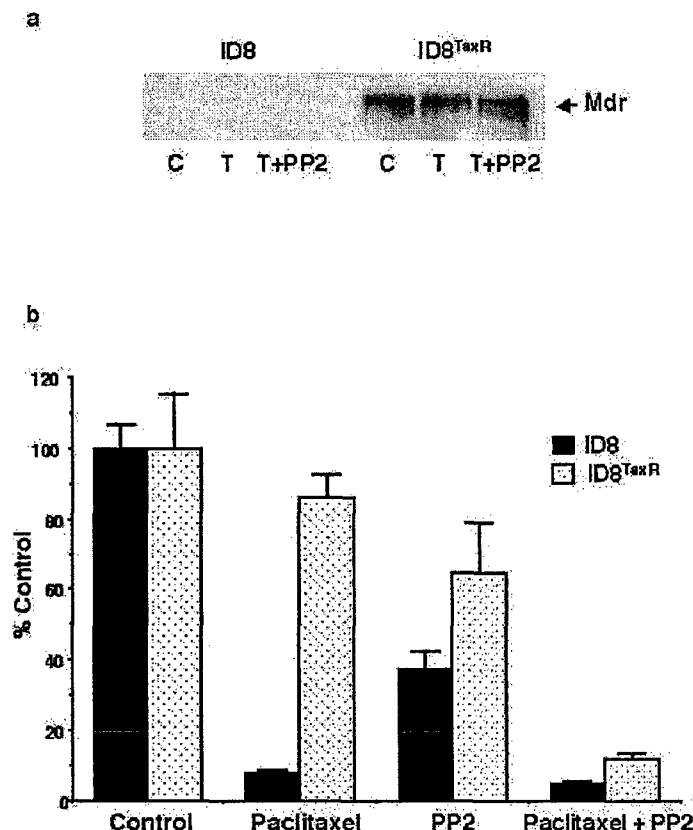 a
ID8 ID8TaxR
Mdr
C T T+PP2 C T T+PP2
b
120
100
80
60
40
20
0
% Control
ID8
ID8TaxR
Control Paclitaxel PP2 Paclitaxel + PP2